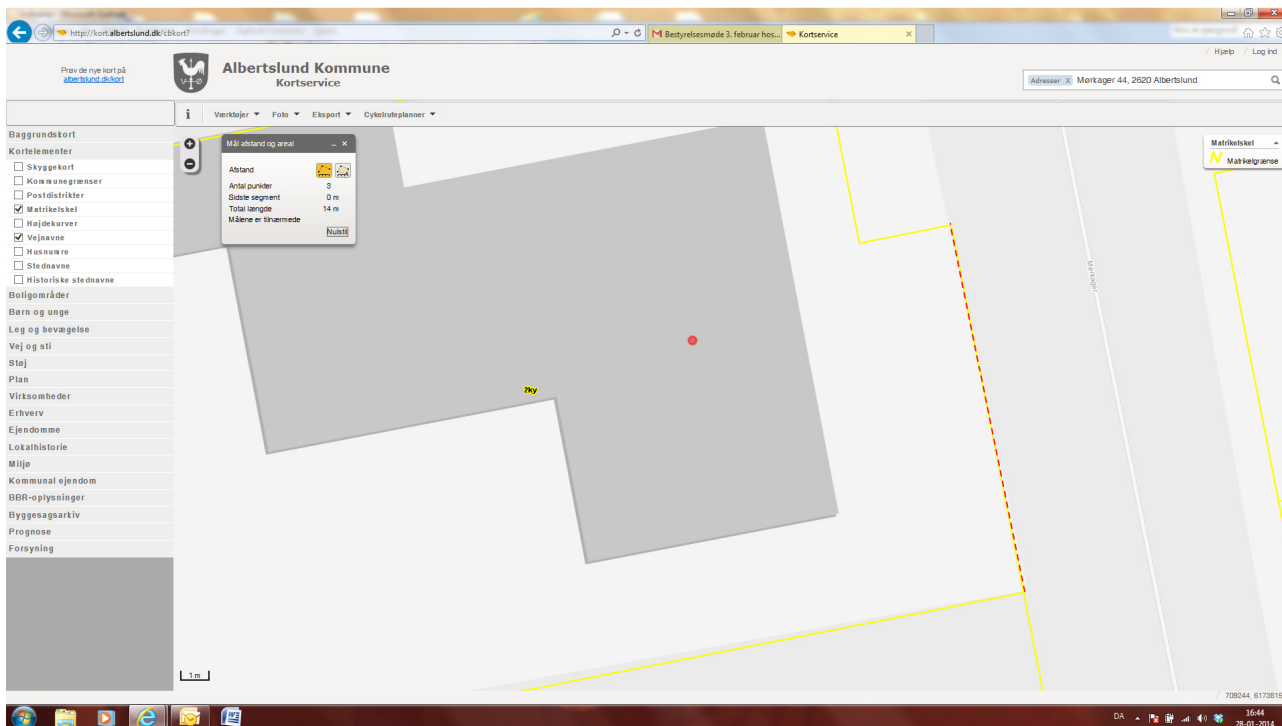 http://kort.albertslund.dk/cbkort?
Bestyrelsesmøde 3. februar hos...
Kortservice
Hjælp / Log ind
Prøv de nye kort på
albertslund.dk/kort
Albertslund Kommune
Kortservice
Adresser X Mørkager 44, 2620 Albertslund
i Værktøjer Foto Eksport Cykelruteplanner
Baggrundskort
Kortelementer
Skyggekort
Kommunegrænser
Postdistrikter
Matrikelskel
Højdekurver
Vejnavne
Husnumre
Stednavne
Historiske stednavne
Boligområder
Børn og unge
Leg og bevægelse
Vej og sti
Støj
Plan
Virksomheder
Erhverv
Ejendomme
Lokalhistorie
Miljø
Kommunal ejendom
BBR-oplysninger
Byggesagsarkiv
Prognose
Forsyning
Mål afstand og areal
Afstand
Antal punkter 3
Sidste segment 0 m
Total længde 14 m
Målene er tilnærmede
Nulstil
Matrikelskel
Matrikelgrænse
Mørkager
2ky
1 m
709244, 6173819
DA
16:44
28-01-2014